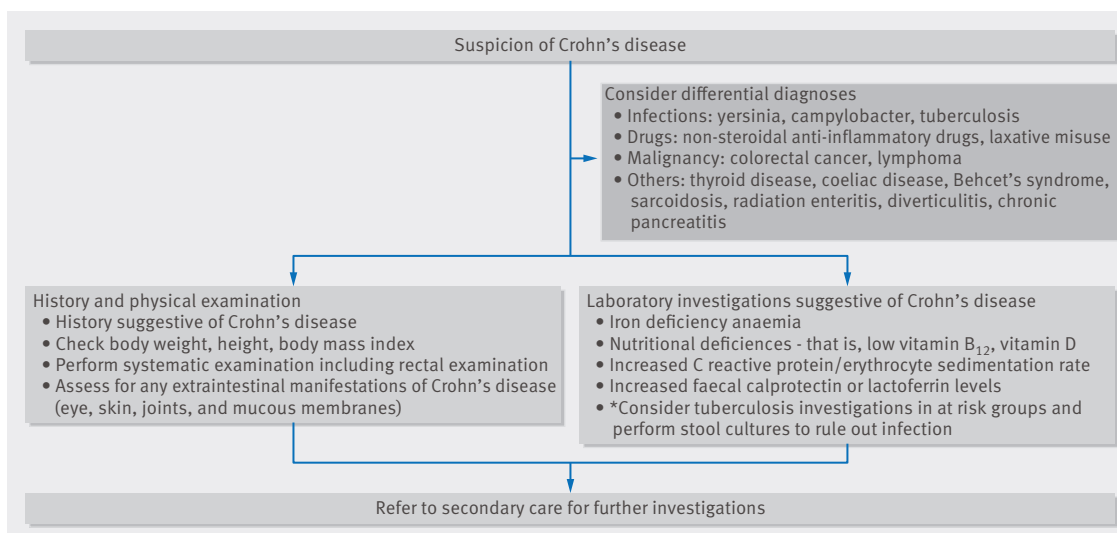 Suspicion of Crohn’s disease
Consider differential diagnoses
• Infections: yersinia, campylobacter, tuberculosis
• Drugs: non-steroidal anti-inflammatory drugs, laxative misuse
• Malignancy: colorectal cancer, lymphoma
• Others: thyroid disease, coeliac disease, Behcet’s syndrome,
sarcoidosis, radiation enteritis, diverticulitis, chronic
pancreatitis
History and physical examination
• History suggestive of Crohn’s disease
• Check body weight, height, body mass index
• Perform systematic examination including rectal examination
• Assess for any extraintestinal manifestations of Crohn’s disease
(eye, skin, joints, and mucous membranes)
Laboratory investigations suggestive of Crohn’s disease
• Iron deficiency anaemia
• Nutritional deficiences - that is, low vitamin B12, vitamin D
• Increased C reactive protein/erythrocyte sedimentation rate
• Increased faecal calprotectin or lactoferrin levels
• *Consider tuberculosis investigations in at risk groups and
perform stool cultures to rule out infection
Refer to secondary care for further investigations